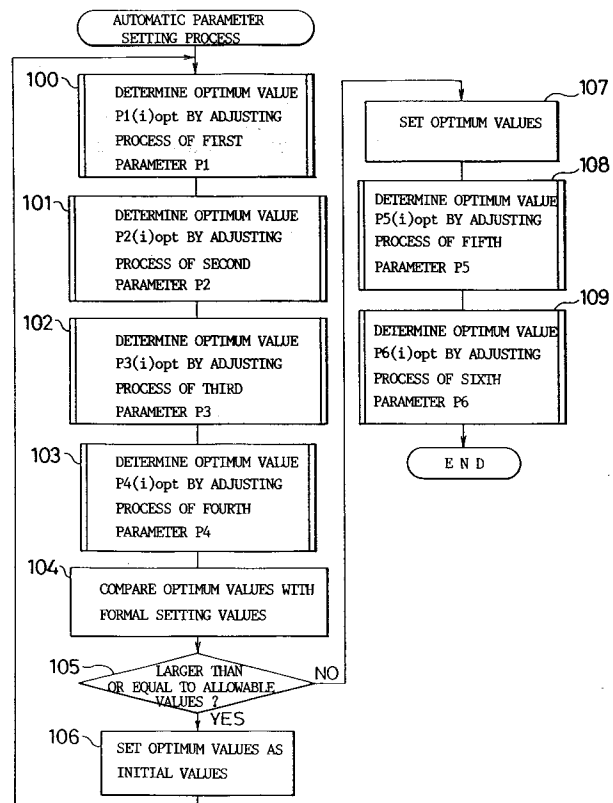 AUTOMATIC PARAMETER
SETTING PROCESS
100
DETERMINE OPTIMUM VALUE
P1(i)opt BY ADJUSTING
PROCESS OF FIRST
PARAMETER P1
101
DETERMINE OPTIMUM VALUE
P2(i)opt BY ADJUSTING
PROCESS OF SECOND
PARAMETER P2
102
DETERMINE OPTIMUM VALUE
P3(i)opt BY ADJUSTING
PROCESS OF THIRD
PARAMETER P3
103
DETERMINE OPTIMUM VALUE
P4(i)opt BY ADJUSTING
PROCESS OF FOURTH
PARAMETER P4
104
COMPARE OPTIMUM VALUES WITH
FORMAL SETTING VALUES
105
LARGER THAN
OR EQUAL TO ALLOWABLE
VALUES ?
NO
YES
106
SET OPTIMUM VALUES AS
INITIAL VALUES
107
SET OPTIMUM VALUES
108
DETERMINE OPTIMUM VALUE
P5(i)opt BY ADJUSTING
PROCESS OF FIFTH
PARAMETER P5
109
DETERMINE OPTIMUM VALUE
P6(i)opt BY ADJUSTING
PROCESS OF SIXTH
PARAMETER P6
E N D